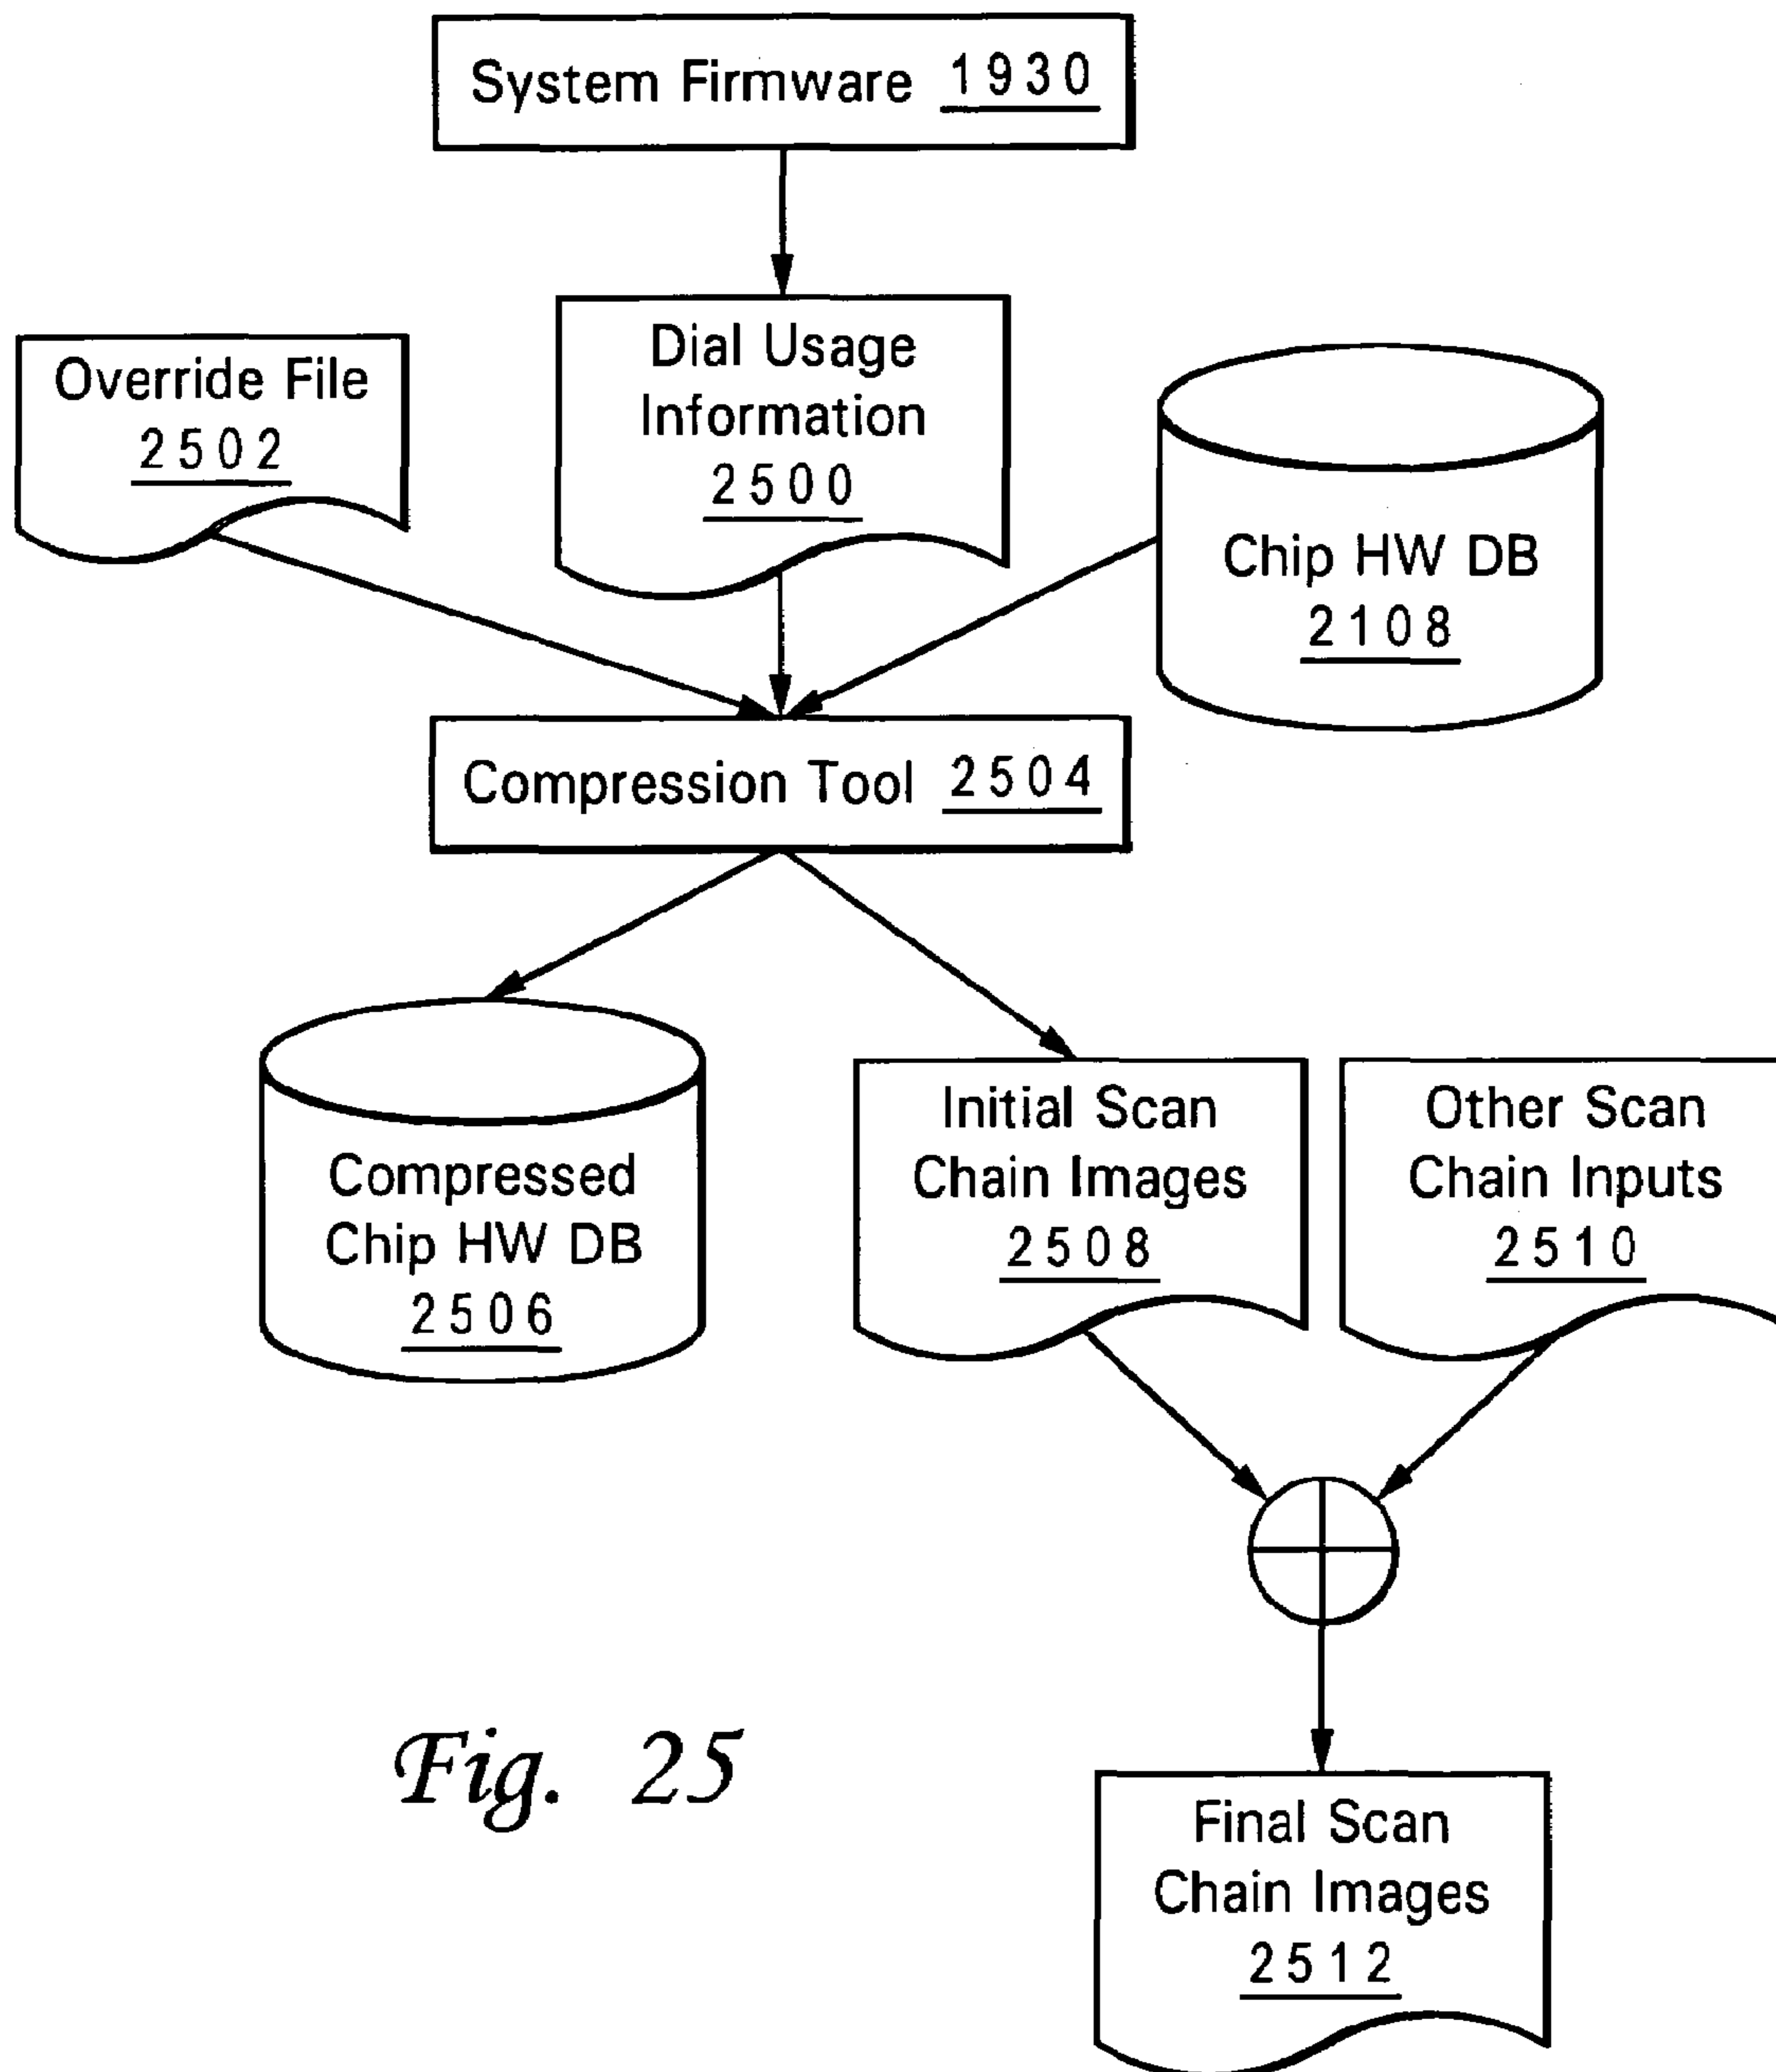 System Firmware 1930
Override File
2502
Dial Usage
Information
2500
Chip HW DB
2108
Compression Tool 2504
Compressed
Chip HW DB
2506
Initial Scan
Chain Images
2508
Other Scan
Chain Inputs
2510
Fig. 25
Final Scan
Chain Images
2512